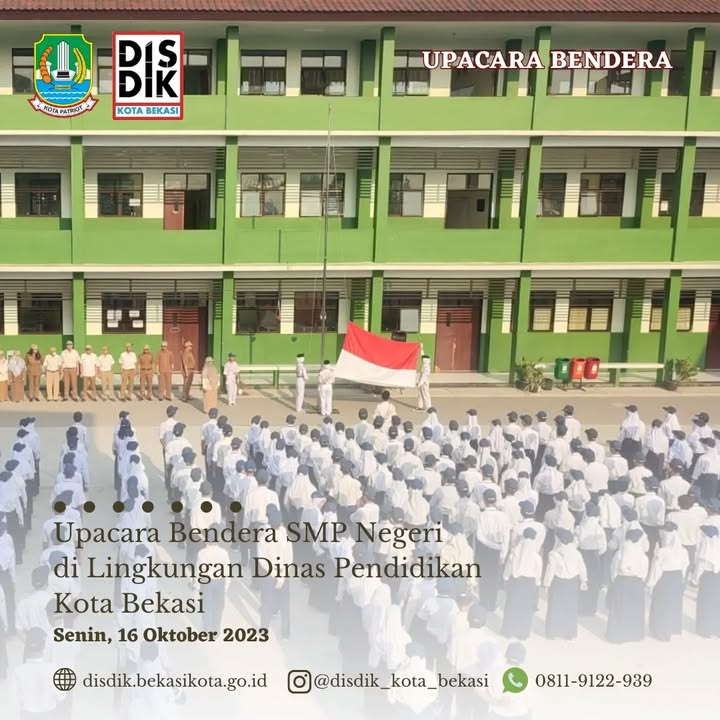 KOTA PATRIOT
DIS
DIK
KOTA BEKASI
UPACARA BENDERA
Upacara Bendera SMP Negeri
di Lingkungan Dinas Pendidikan
Kota Bekasi
Senin, 16 Oktober 2023
disdik.bekasikota.go.id
@disdik_kota_bekasi
0811-9122-939